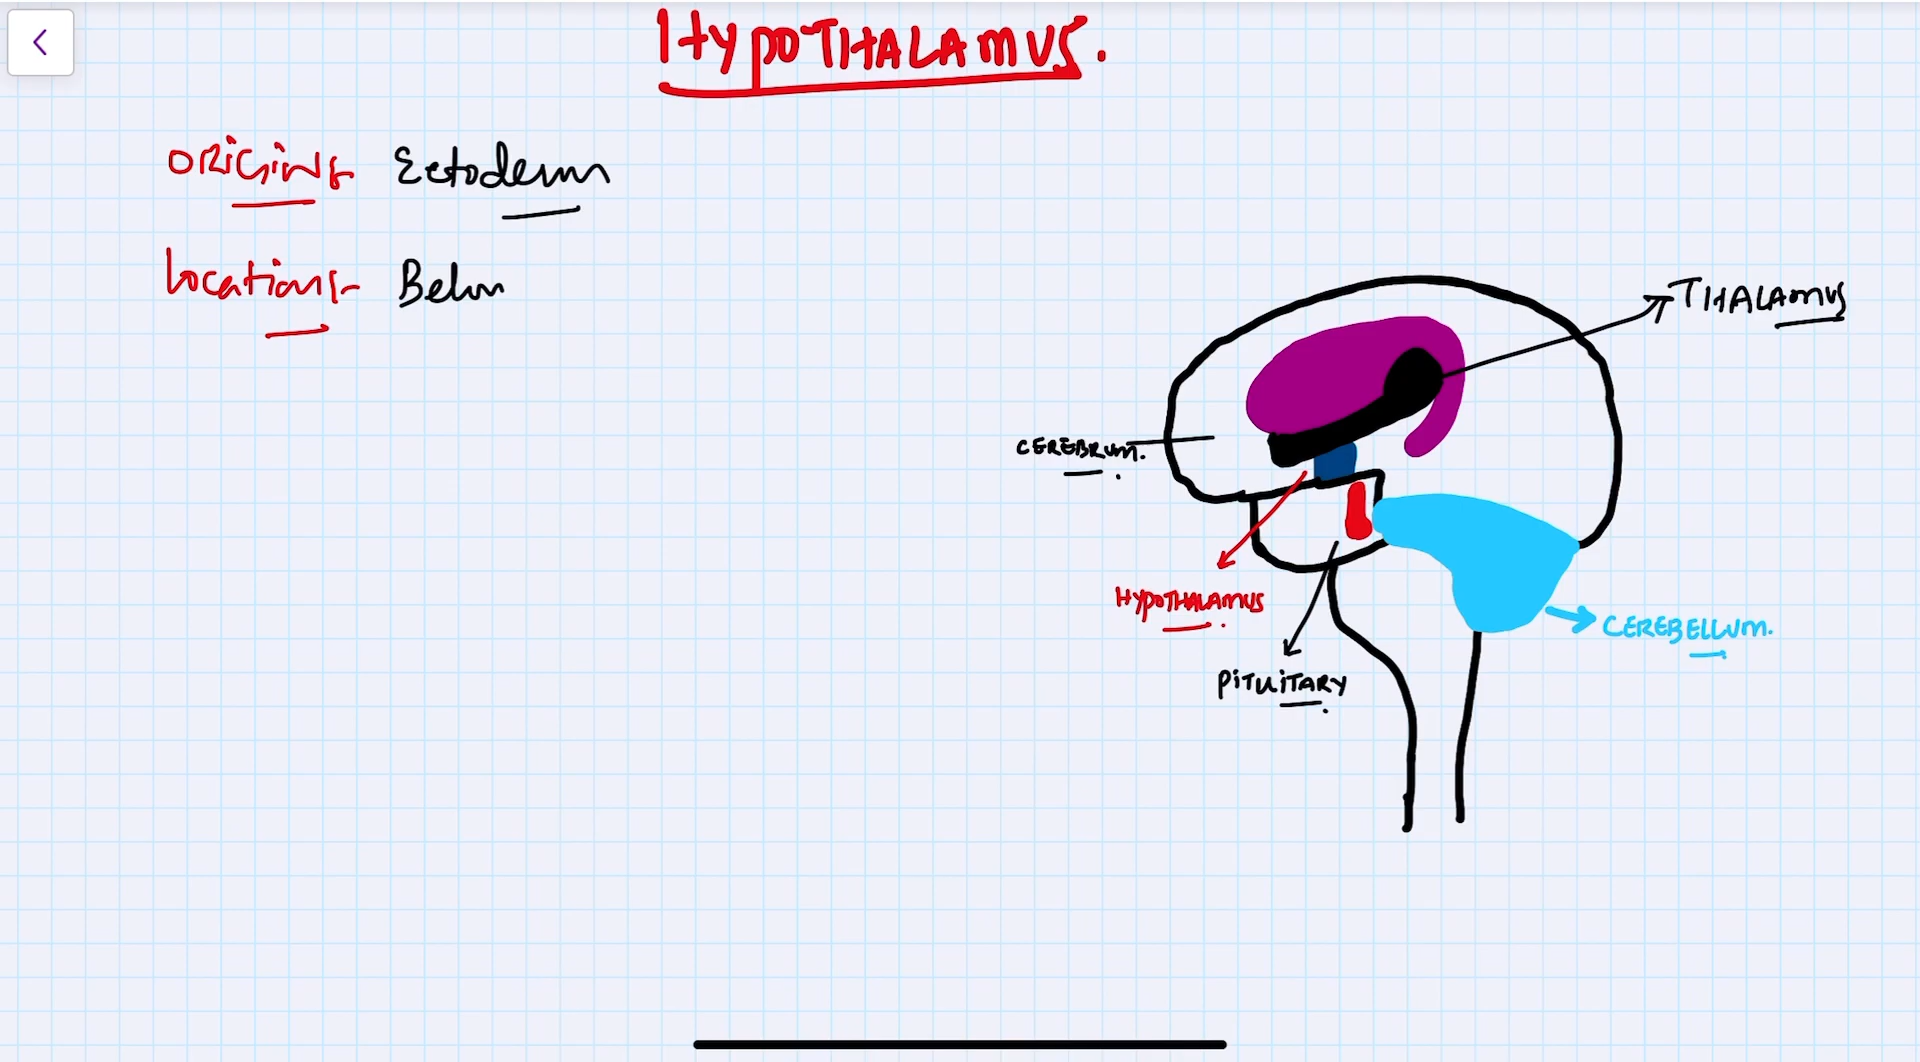 HYPOTHALAMUS.
ORIGIN:- Ectoderm
Location:- Below
THALAMUS
CEREBRUM.
HYPOTHALAMUS.
CEREBELLUM.
PITUITARY.